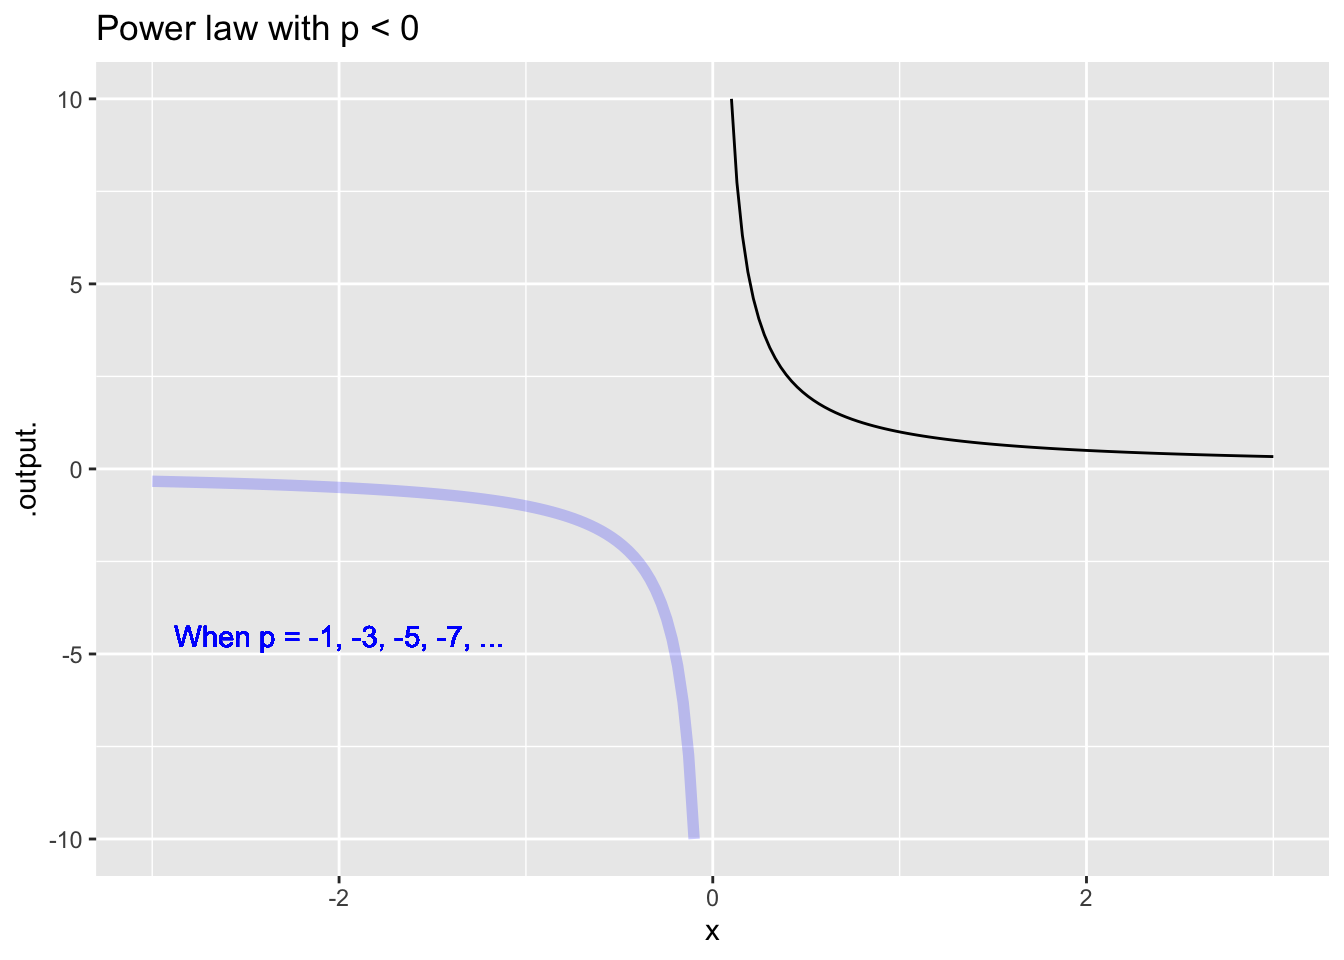 Power law with p < 0
10
5
0
-5
-10
.output.
When p = -1, -3, -5, -7, ...
-2
0
2
x